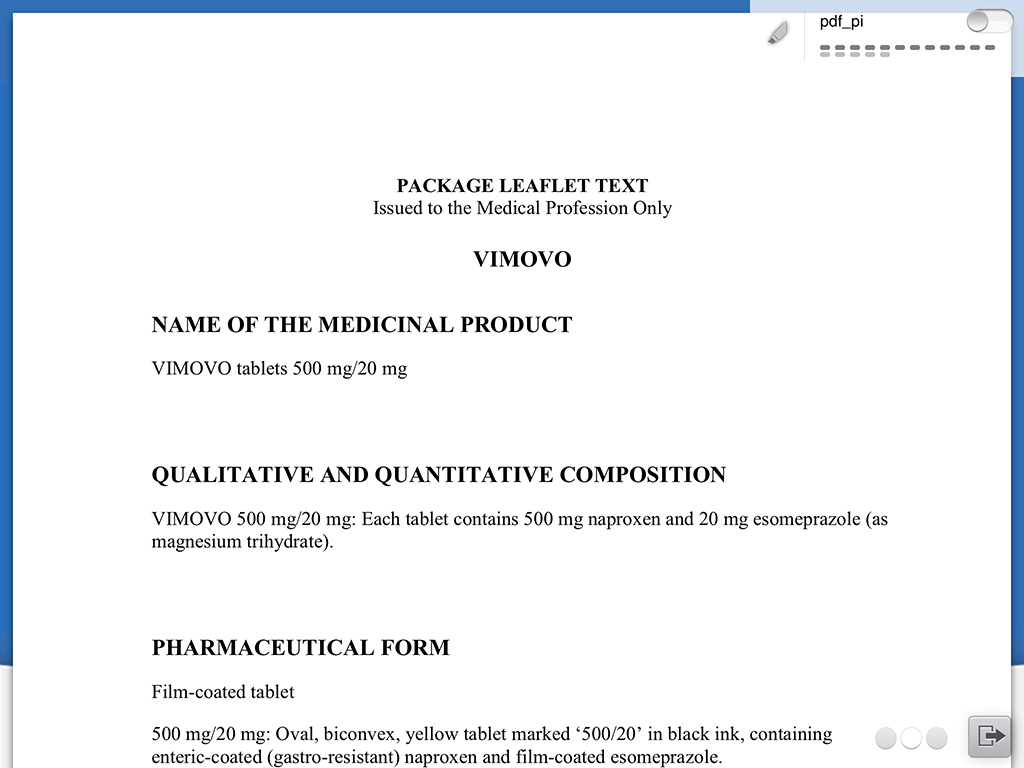 pdf_pi
PACKAGE LEAFLET TEXT
Issued to the Medical Profession Only
VIMOVO
NAME OF THE MEDICINAL PRODUCT
VIMOVO tablets 500 mg/20 mg
QUALITATIVE AND QUANTITATIVE COMPOSITION
VIMOVO 500 mg/20 mg: Each tablet contains 500 mg naproxen and 20 mg esomeprazole (as
magnesium trihydrate).
PHARMACEUTICAL FORM
Film-coated tablet
500 mg/20 mg: Oval, biconvex, yellow tablet marked ‘500/20’ in black ink, containing
enteric-coated (gastro-resistant) naproxen and film-coated esomeprazole.